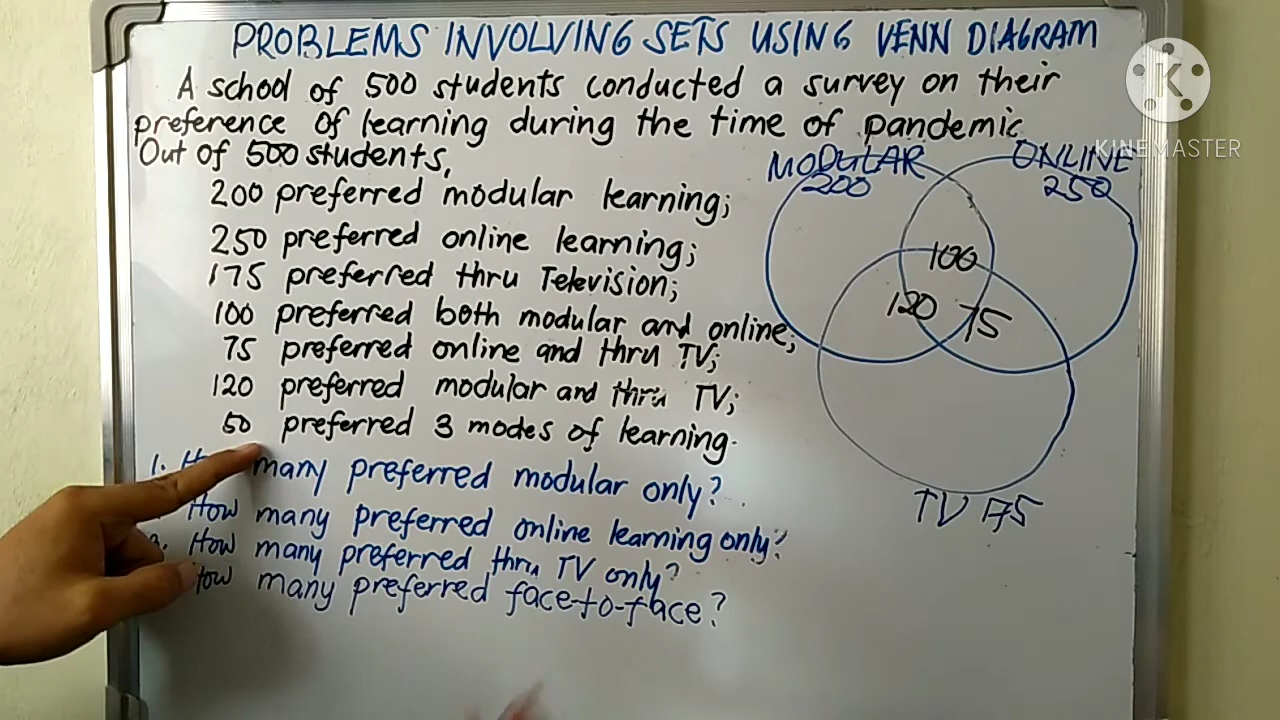 PROBLEMS INVOLVING SETS USING VENN DIAGRAM
A school of 500 students conducted a survey on their
preference of learning during the time of pandemic
Out of 500 students,
200 preferred modular learning;
250 preferred online learning;
175 preferred thru Television;
100 preferred both modular and online;
75 preferred online and thru TV;
120 preferred modular and thru TV;
50 preferred 3 modes of learning.
1. many preferred modular only?
How many preferred online learning only?
How many preferred thru TV only?
How many preferred face-to-face?
K
KINEMASTER
MODULAR
200
ONLINE
250
100
120 75
TV 175